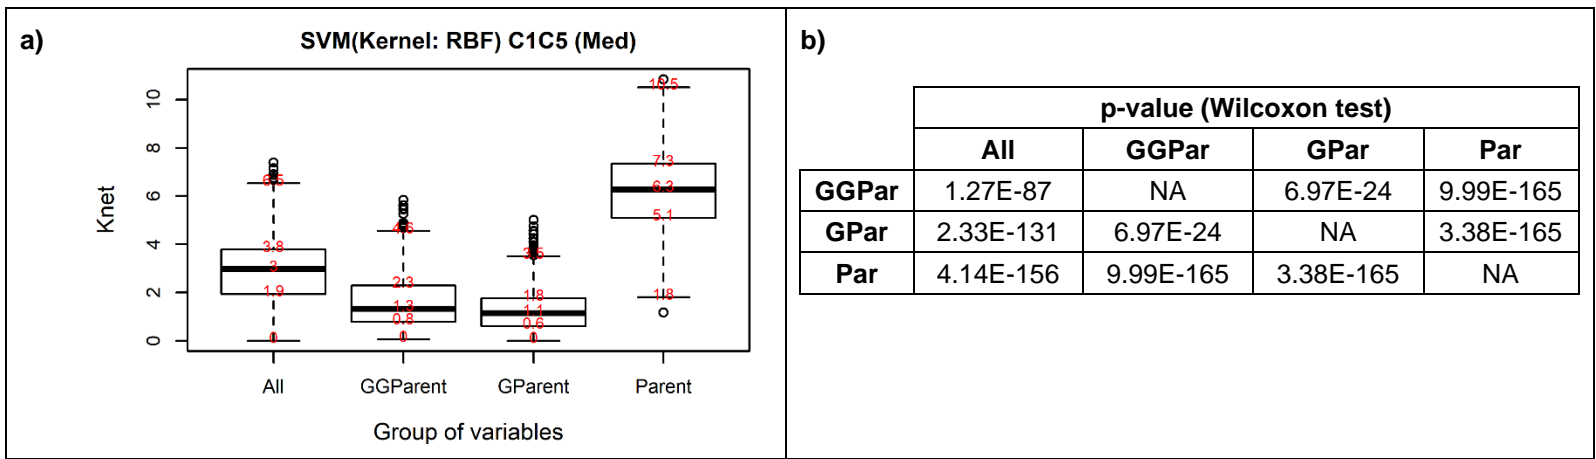 a)
SVM(Kernel: RBF) C1C5 (Med)
Knet
10
8
6
4
2
0
6.5
3.8
3
1.9
0
4.6
2.3
1.3
0.8
0
3.5
1.8
1.1
0.6
0
10.5
7.3
6.3
5.1
1.8
All GGParent GParent Parent
Group of variables
b)
p-value (Wilcoxon test)
All GGPar GPar Par
GGPar 1.27E-87 NA 6.97E-24 9.99E-165
GPar 2.33E-131 6.97E-24 NA 3.38E-165
Par 4.14E-156 9.99E-165 3.38E-165 NA